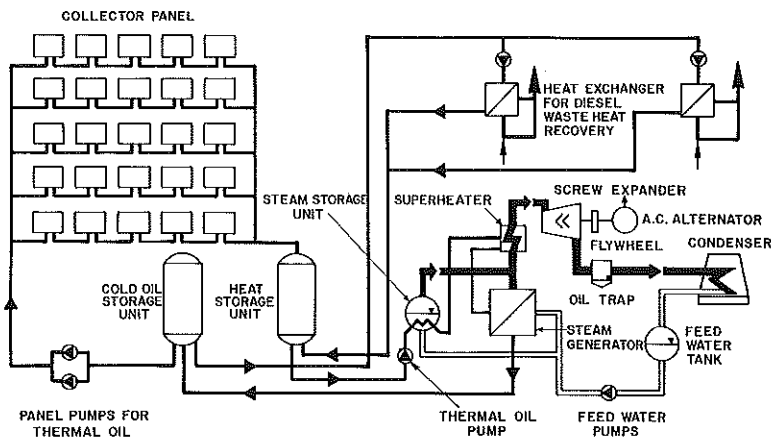 COLLECTOR PANEL
HEAT EXCHANGER
FOR DIESEL
WASTE HEAT
RECOVERY
STEAM STORAGE
UNIT
SUPERHEATER
SCREW EXPANDER
A.C. ALTERNATOR
FLYWHEEL
CONDENSER
COLD OIL
STORAGE
UNIT
HEAT
STORAGE
UNIT
OIL TRAP
STEAM
GENERATOR
FEED
WATER
TANK
PANEL PUMPS FOR
THERMAL OIL
THERMAL OIL
PUMP
FEED WATER
PUMPS